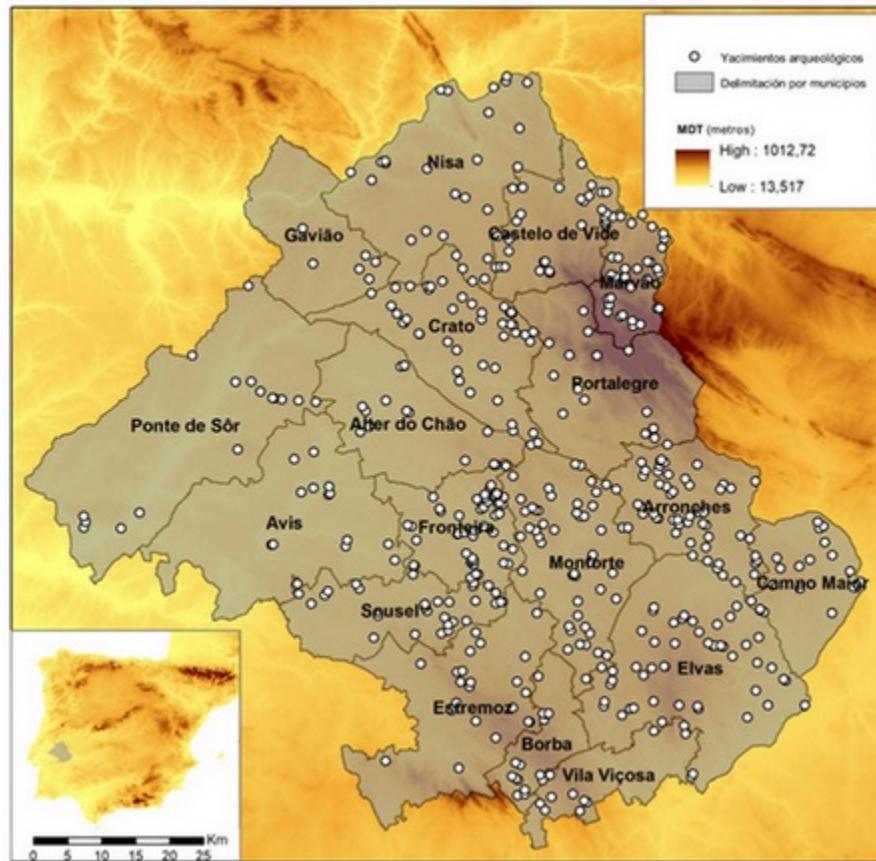 Yacimientos arqueológicos
Delimitación por municipios
MDT (metros)
High : 1012,72
Low : 13,517
Nisa
Gavião
Castelo de Vide
Marvão
Crato
Portalegre
Ponte de Sôr
Alter do Chão
Avis
Fronteira
Arronches
Monforte
Campo Maior
Sousel
Elvas
Estremoz
Borba
Vila Viçosa
Km
0 5 10 15 20 25